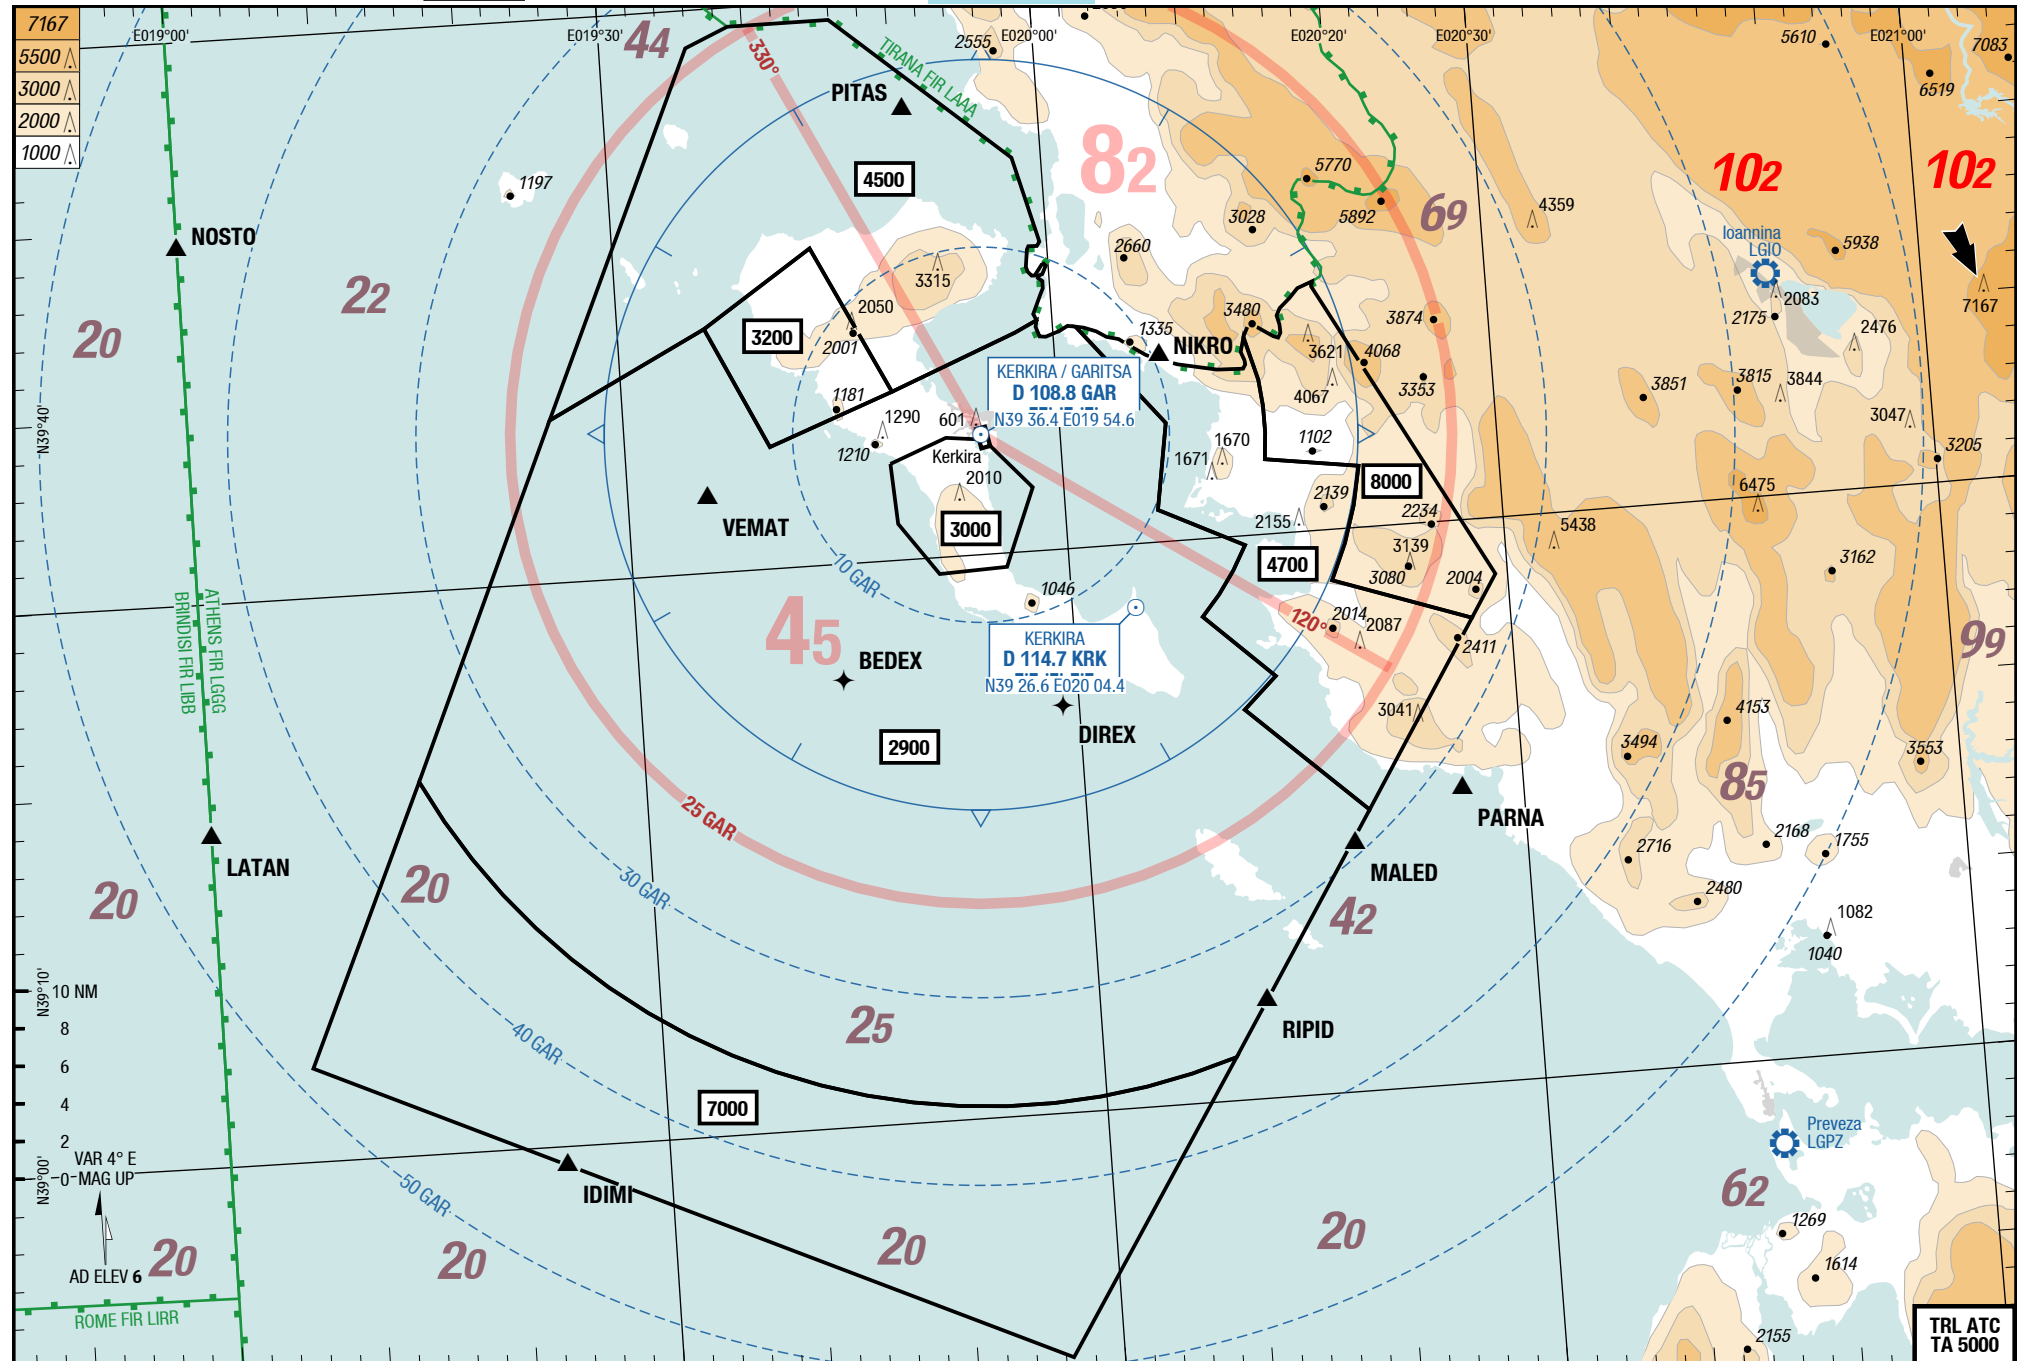 7167
5500
3000
2000
1000
E019°00'
E019°30'
E020°00'
E020°20'
E020°30'
E021°00'
44
330°
2555
5610
7083
6519
TIRANA FIR LAAA
PITAS
4500
82
102
102
1197
5770
5892
69
4359
NOSTO
3028
2660
Ioannina
LGIO
5938
7167
22
20
3315
2050
2001
3200
1335
NIKRO
3480
3621
3874
4068
4067
3353
2083
2175
2476
3851
3815
3844
3047
3205
KERKIRA / GARITSA
D 108.8 GAR
N39 36.4 E019 54.6
N39°40'
1181
1290
1210
601
Kerkira
2010
3000
1670
1671
1102
8000
2139
2155
2234
3139
3080
2004
4700
6475
5438
3162
VEMAT
10 GAR
1046
ATHENS FIR LGGG
BRINDISI FIR LIBB
45
BEDEX
KERKIRA
D 114.7 KRK
N39 26.6 E020 04.4
DIREX
120°
2014
2087
2411
3041
99
4153
3494
3553
85
2900
25 GAR
PARNA
MALED
2716
2168
1755
2480
1082
1040
LATAN
20
20
30 GAR
42
RIPID
25
N39°10'
10 NM
8
6
4
2
0
40 GAR
7000
Preveza
LGPZ
VAR 4° E
MAG UP
N39°00'
50 GAR
IDIMI
62
AD ELEV 6
20
20
20
20
1269
1614
ROME FIR LIRR
2155
TRL ATC
TA 5000